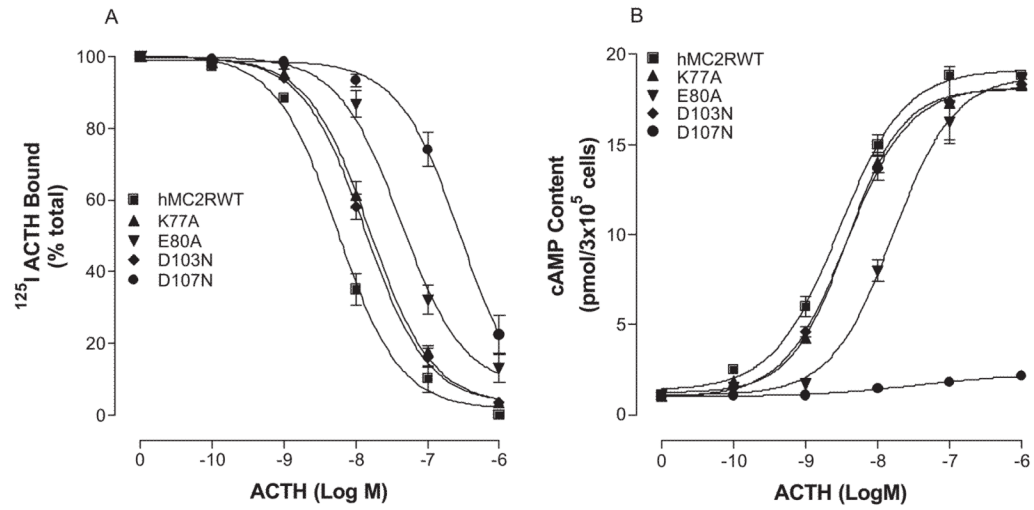 A
100
80
60
40
20
0
¹²⁵I ACTH Bound
(% total)
hMC2RWT
K77A
E80A
D103N
D107N
0 -10 -9 -8 -7 -6
ACTH (Log M)
B
20
15
10
5
0
cAMP Content
(pmol/3x10⁵ cells)
hMC2RWT
K77A
E80A
D103N
D107N
0 -10 -9 -8 -7 -6
ACTH (LogM)